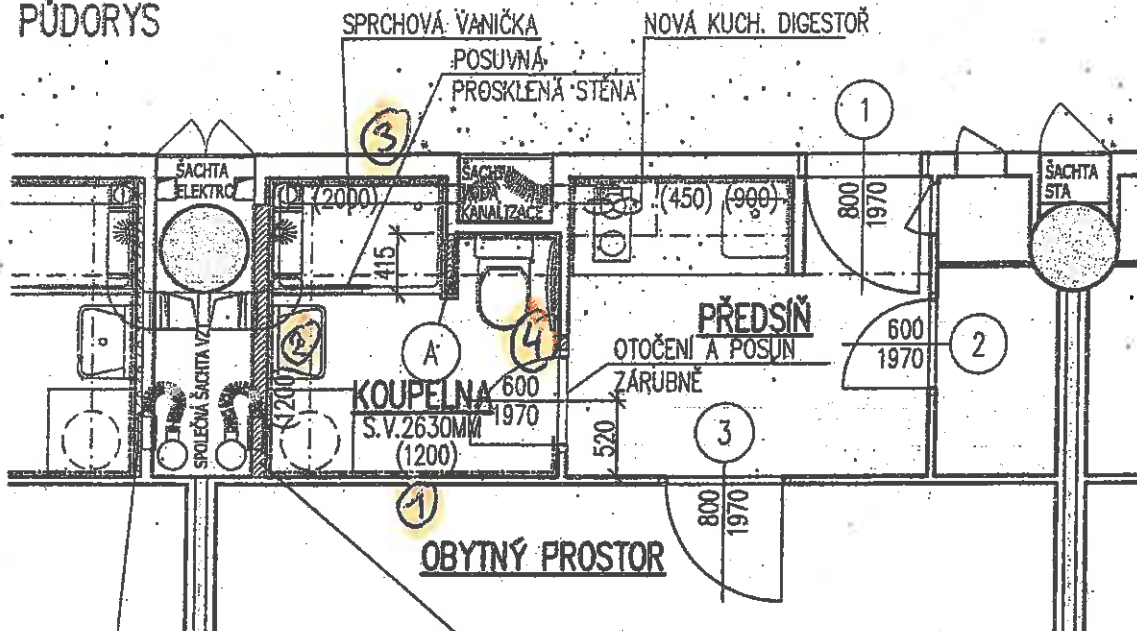 PŮDORYS
SPRCHOVÁ VANIČKA
NOVÁ KUCH. DIGESTOŘ
POSUVNÁ
PROSKLENÁ STĚNA
3
1
ŠACHTA
ELEKTRO
ŠACHTA
VODA
KANALIZACE
ŠACHTA
STA
(2000)
(450) (900)
800
1970
415
2
A
4
PŘEDSÍŇ
600
1970
2
OTOČENÍ A POSUN
ZÁRUBNĚ
SPOLEČNÁ ŠACHTA VZT
(1200)
KOUPELNA
S.V.2630MM
(1200)
600
1970
520
3
1
800
1970
OBYTNÝ PROSTOR